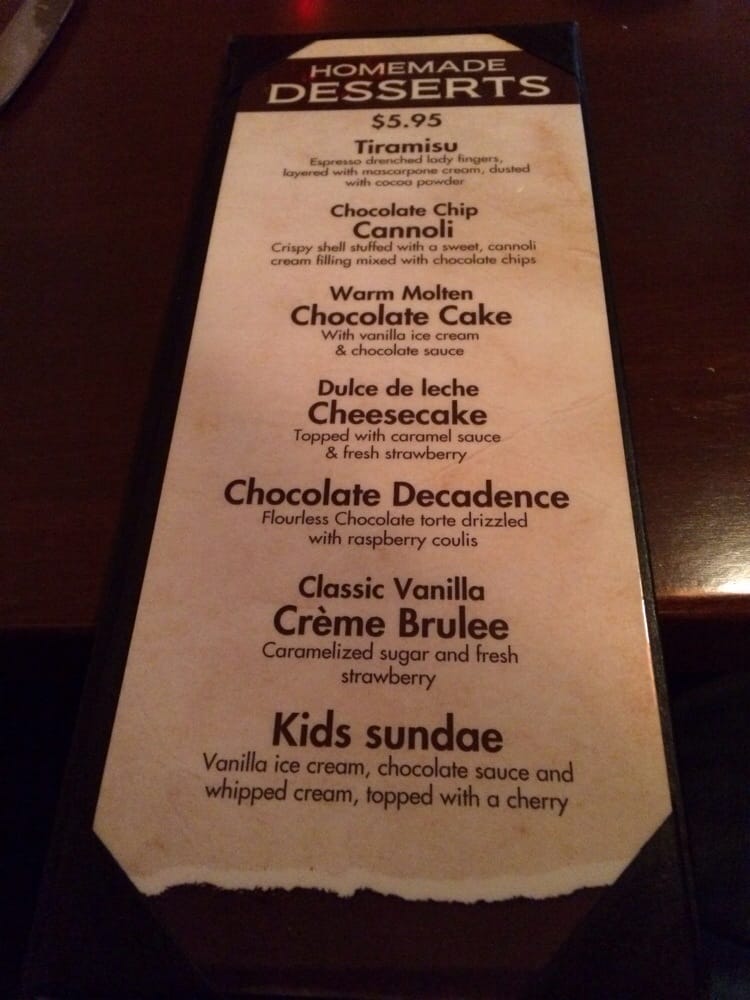 HOMEMADE
DESSERTS
$5.95
Tiramisu
Espresso drenched lady fingers,
layered with mascarpone cream, dusted
with cocoa powder
Chocolate Chip
Cannoli
Crispy shell stuffed with a sweet, cannoli
cream filling mixed with chocolate chips
Warm Molten
Chocolate Cake
With vanilla ice cream
& chocolate sauce
Dulce de leche
Cheesecake
Topped with caramel sauce
& fresh strawberry
Chocolate Decadence
Flourless Chocolate torte drizzled
with raspberry coulis
Classic Vanilla
Crème Brulee
Caramelized sugar and fresh
strawberry
Kids sundae
Vanilla ice cream, chocolate sauce and
whipped cream, topped with a cherry